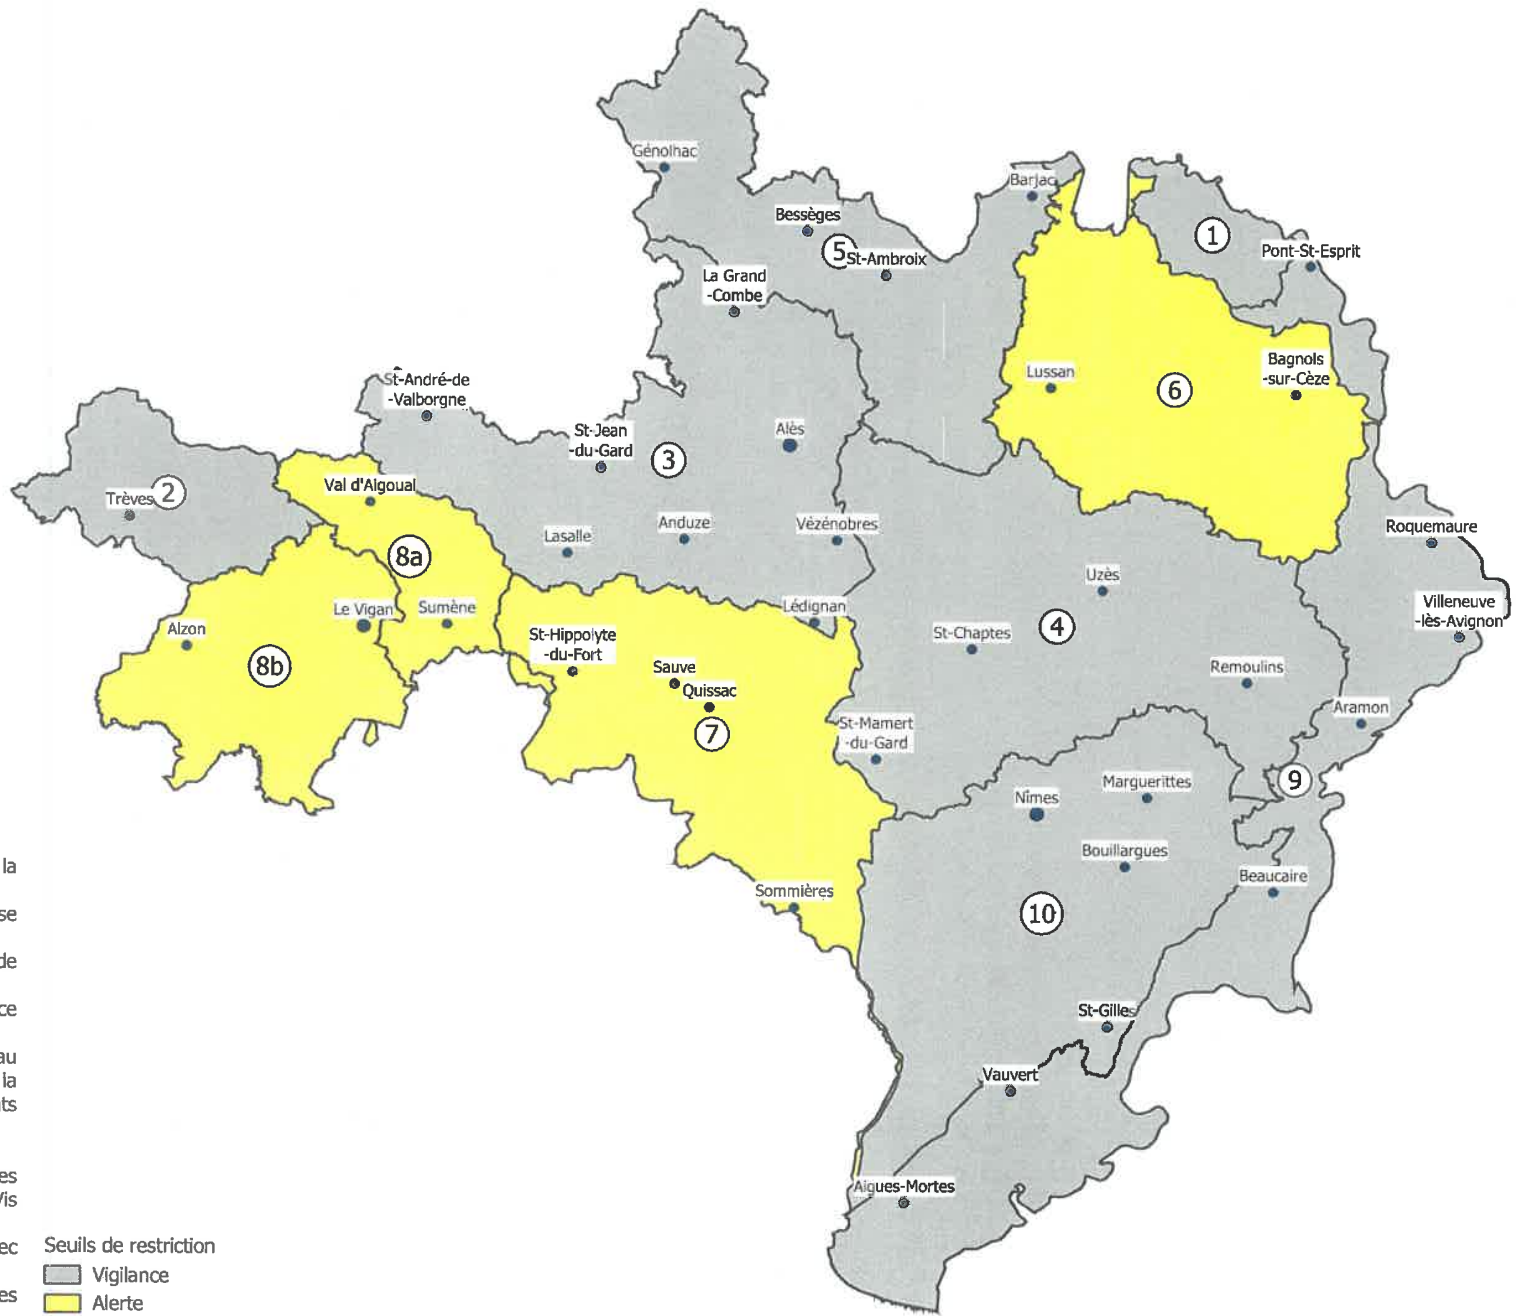 Génolhac
Barjac
Bessèges
5
St-Ambroix
1
Pont-St-Esprit
La Grand
-Combe
Lussan
6
Bagnols
-sur-Cèze
St-André-de
-Valborgne
St-Jean
-du-Gard
3
Alès
Trèves
2
Val d'Aigoual
8a
Lasalle
Anduze
Vézénobres
Roquemaure
Uzès
Villeneuve
-lès-Avignon
Alzon
Le Vigan
Sumène
8b
St-Hippolyte
-du-Fort
Sauve
Quissac
7
Lédignan
St-Chaptes
4
Remoulins
Aramon
St-Mamert
-du-Gard
9
Nîmes
Marguerittes
Bouillargues
Beaucaire
Sommières
10
St-Gilles
Vauvert
Aigues-Mortes
la
se
de
ce
au
la
ts
es
Vis
ec
es
Seuils de restriction
Vigilance
Alerte